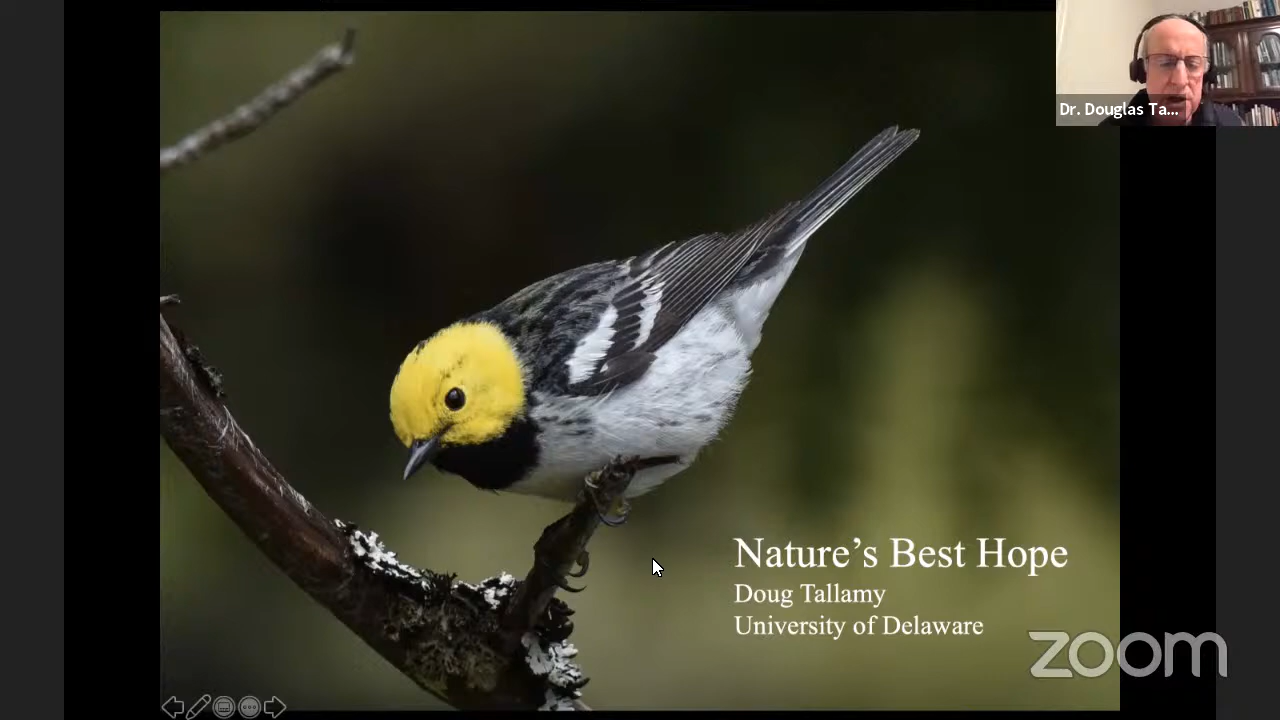 Dr. Douglas Ta...
Nature's Best Hope
Doug Tallamy
University of Delaware
zoom